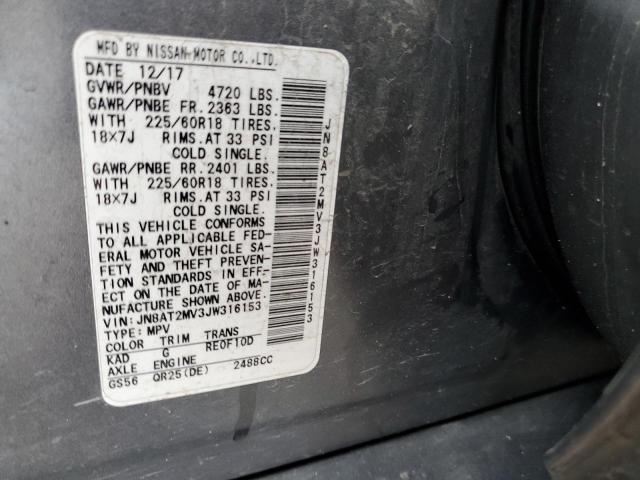 MFD BY NISSAN MOTOR CO.,LTD.
DATE 12/17
GVWR/PNBV 4720 LBS.
GAWR/PNBE FR. 2363 LBS.
WITH 225/60R18 TIRES,
18X7J RIMS, AT 33 PSI
COLD SINGLE.
GAWR/PNBE RR. 2401 LBS.
WITH 225/60R18 TIRES,
18X7J RIMS, AT 33 PSI
COLD SINGLE.
THIS VEHICLE CONFORMS
TO ALL APPLICABLE FED-
ERAL MOTOR VEHICLE SA-
FETY AND THEFT PREVEN-
TION STANDARDS IN EFF-
ECT ON THE DATE OF MA-
NUFACTURE SHOWN ABOVE.
VIN:JN8AT2MV3JW316153
TYPE:MPV
COLOR TRIM TRANS
KAD G RE0F10D
AXLE ENGINE
GS56 QR25(DE) 2488CC
JN8AT2MV3JW316153